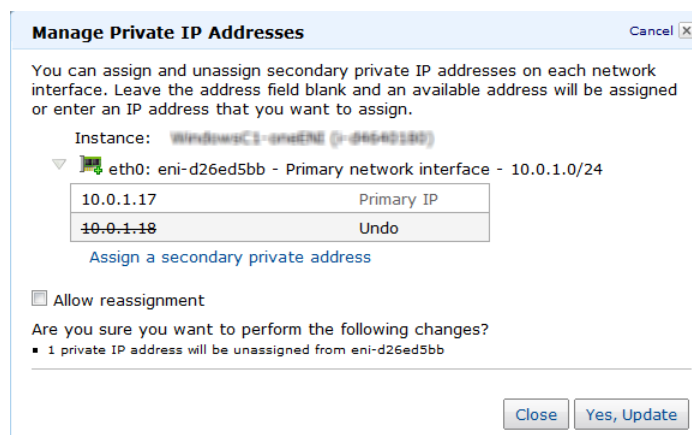 Manage Private IP Addresses
Cancel
You can assign and unassign secondary private IP addresses on each network
interface. Leave the address field blank and an available address will be assigned
or enter an IP address that you want to assign.
Instance:
eth0: eni-d26ed5bb - Primary network interface - 10.0.1.0/24
10.0.1.17 Primary IP
10.0.1.18 Undo
Assign a secondary private address
Allow reassignment
Are you sure you want to perform the following changes?
▪ 1 private IP address will be unassigned from eni-d26ed5bb
Close Yes, Update